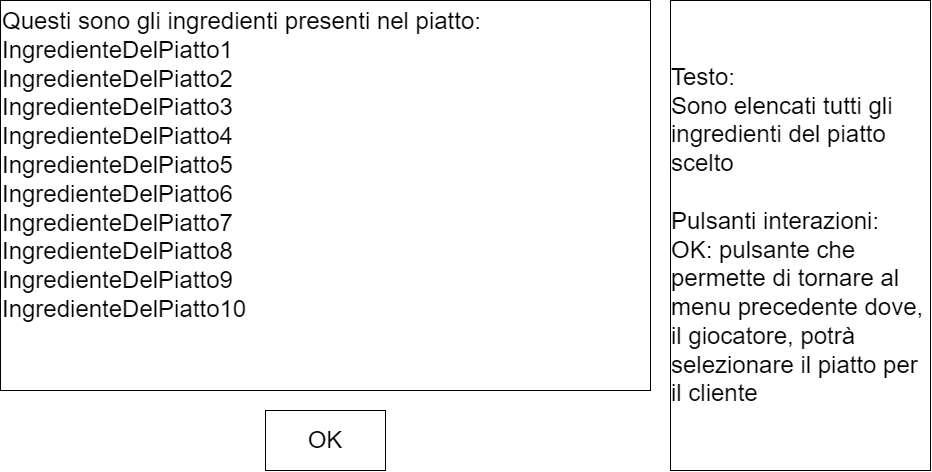 Questi sono gli ingredienti presenti nel piatto:
IngredienteDelPiatto1
IngredienteDelPiatto2
IngredienteDelPiatto3
IngredienteDelPiatto4
IngredienteDelPiatto5
IngredienteDelPiatto6
IngredienteDelPiatto7
IngredienteDelPiatto8
IngredienteDelPiatto9
IngredienteDelPiatto10
OK
Testo:
Sono elencati tutti gli
ingredienti del piatto
scelto
Pulsanti interazioni:
OK: pulsante che
permette di tornare al
menu precedente dove,
il giocatore, potrà
selezionare il piatto per
il cliente